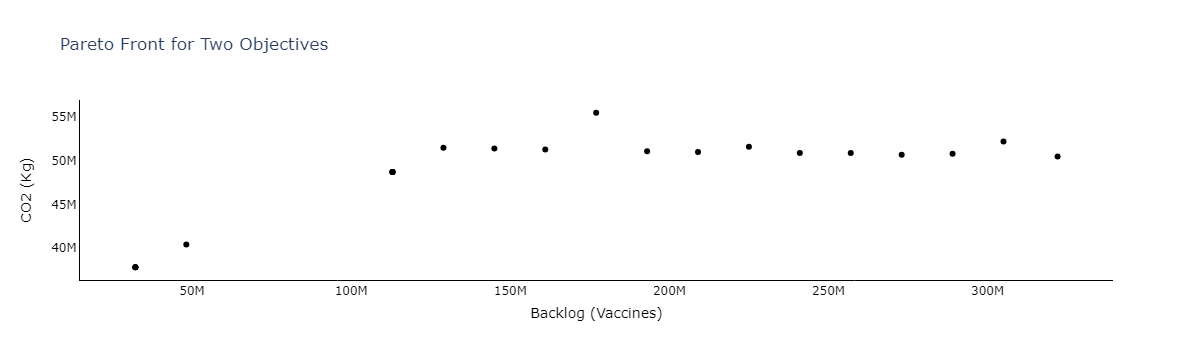 Pareto Front for Two Objectives
55M
50M
45M
40M
CO2 (Kg)
50M 100M 150M 200M 250M 300M
Backlog (Vaccines)